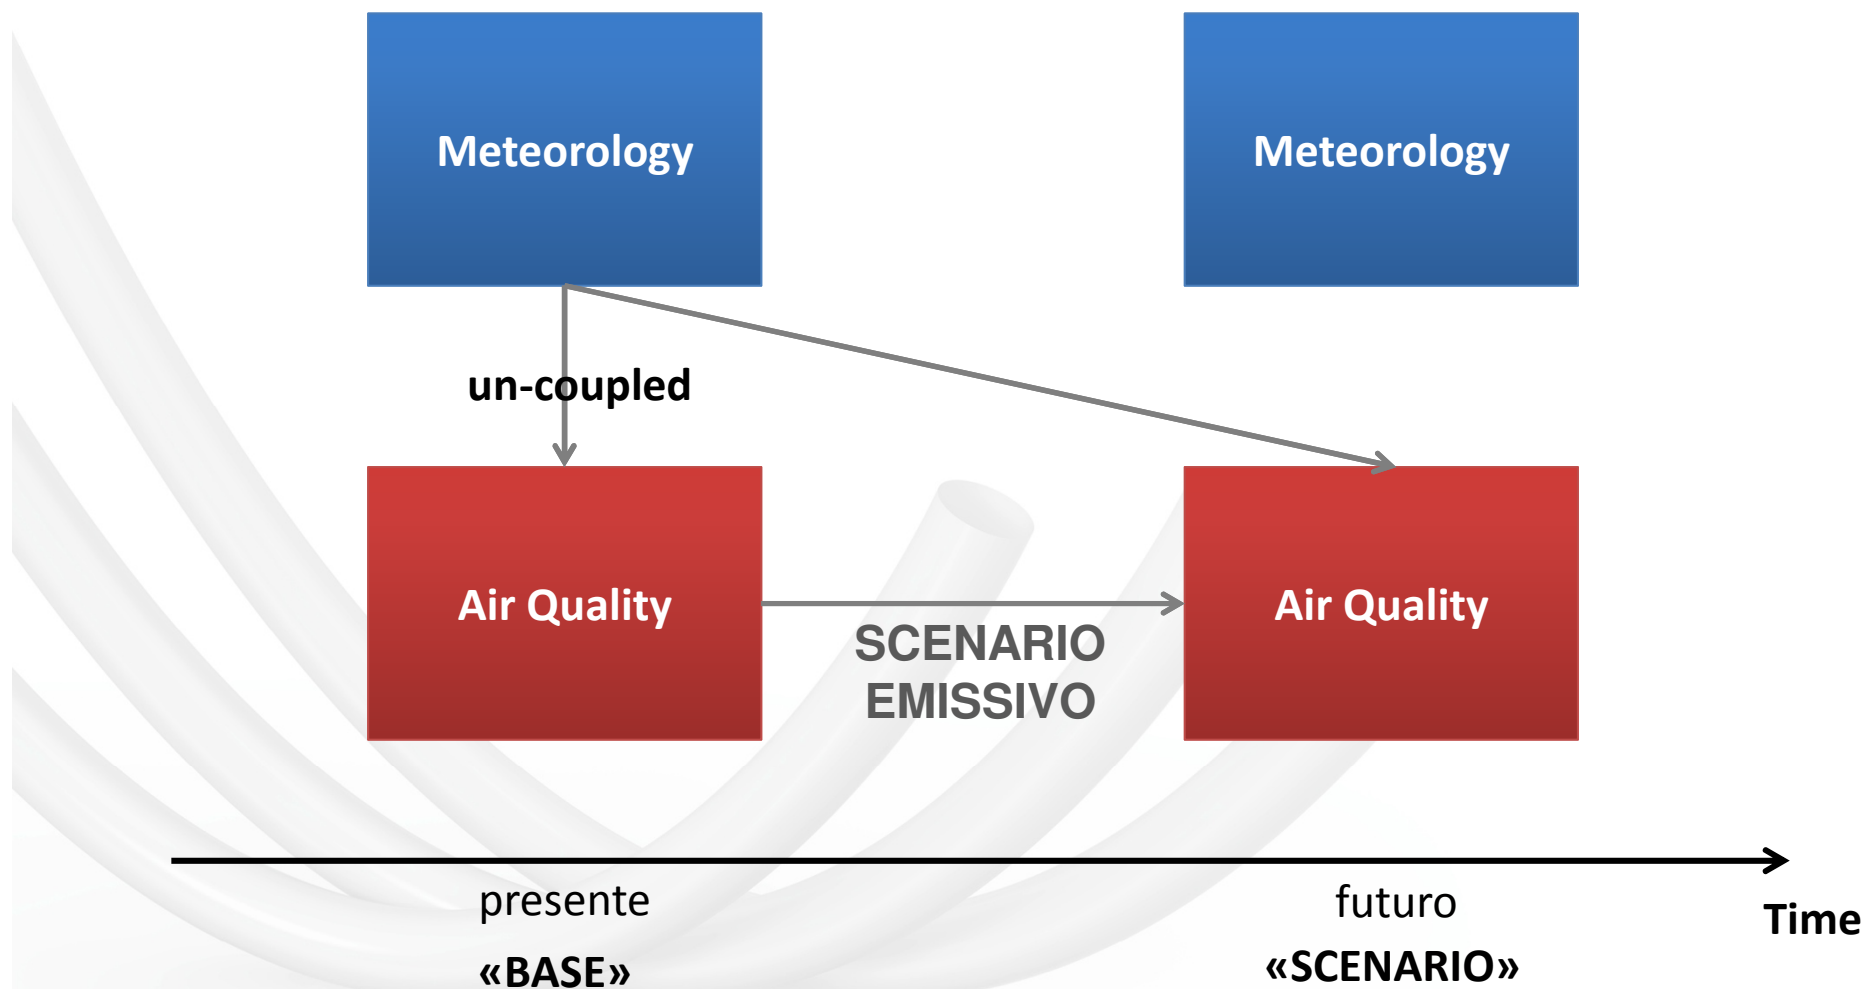 Meteorology
Meteorology
un-coupled
Air Quality
Air Quality
SCENARIO
EMISSIVO
presente
futuro
Time
«BASE»
«SCENARIO»